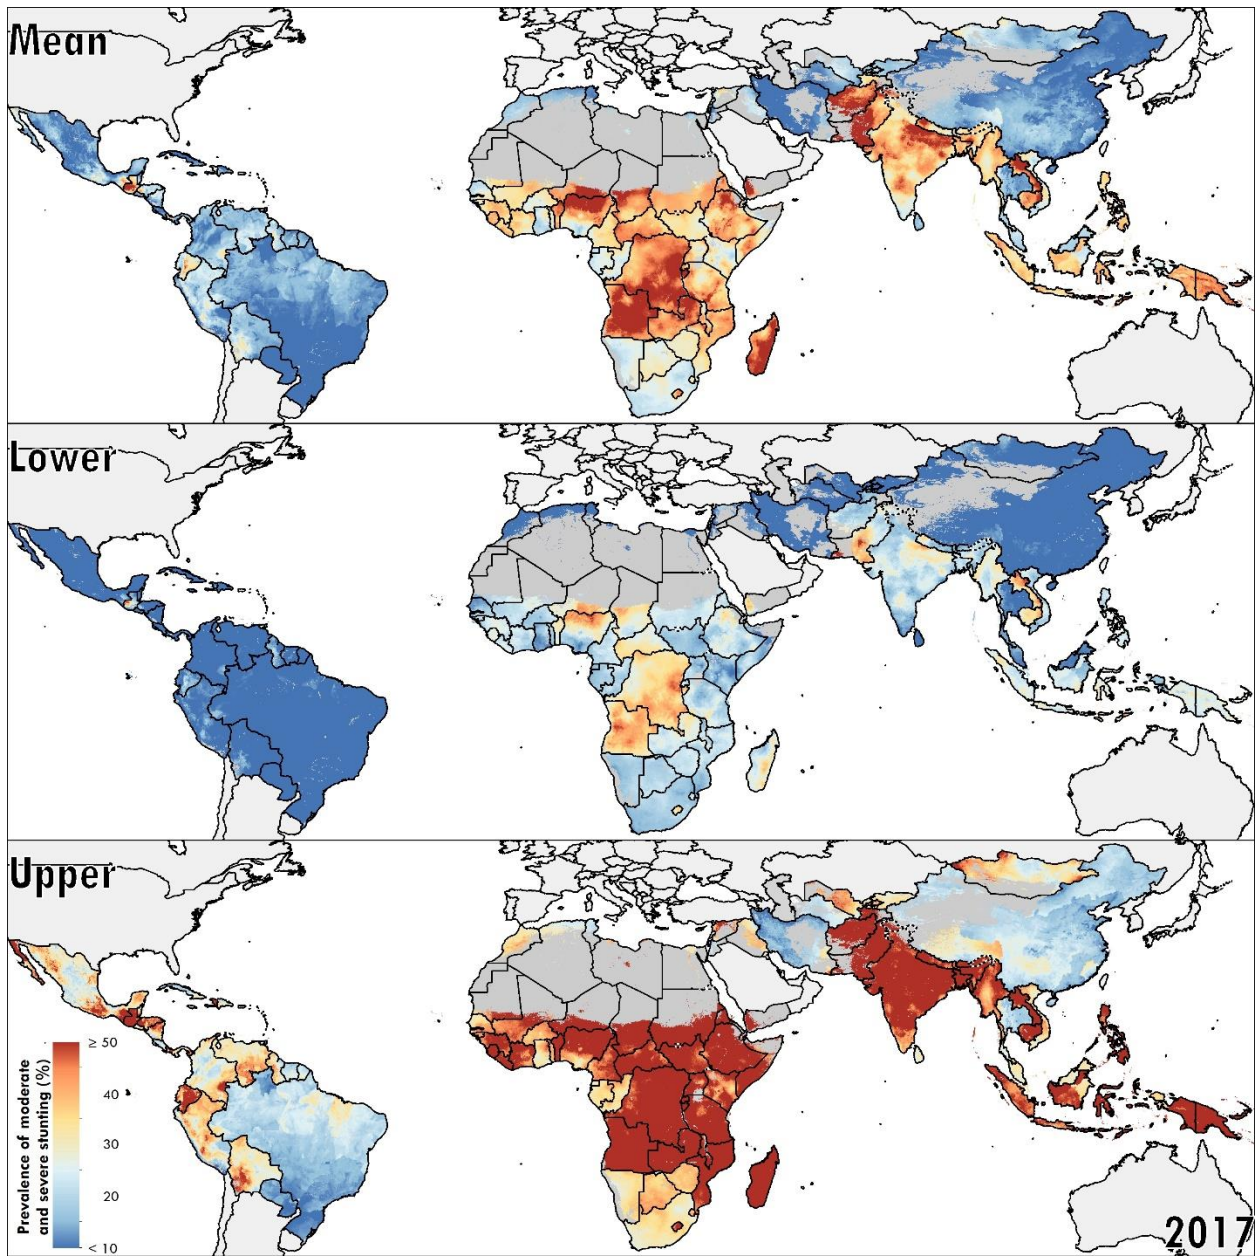 Mean
Lower
Upper
Prevalence of moderate
and severe stunting (%)
≥ 50
40
30
20
< 10
2017